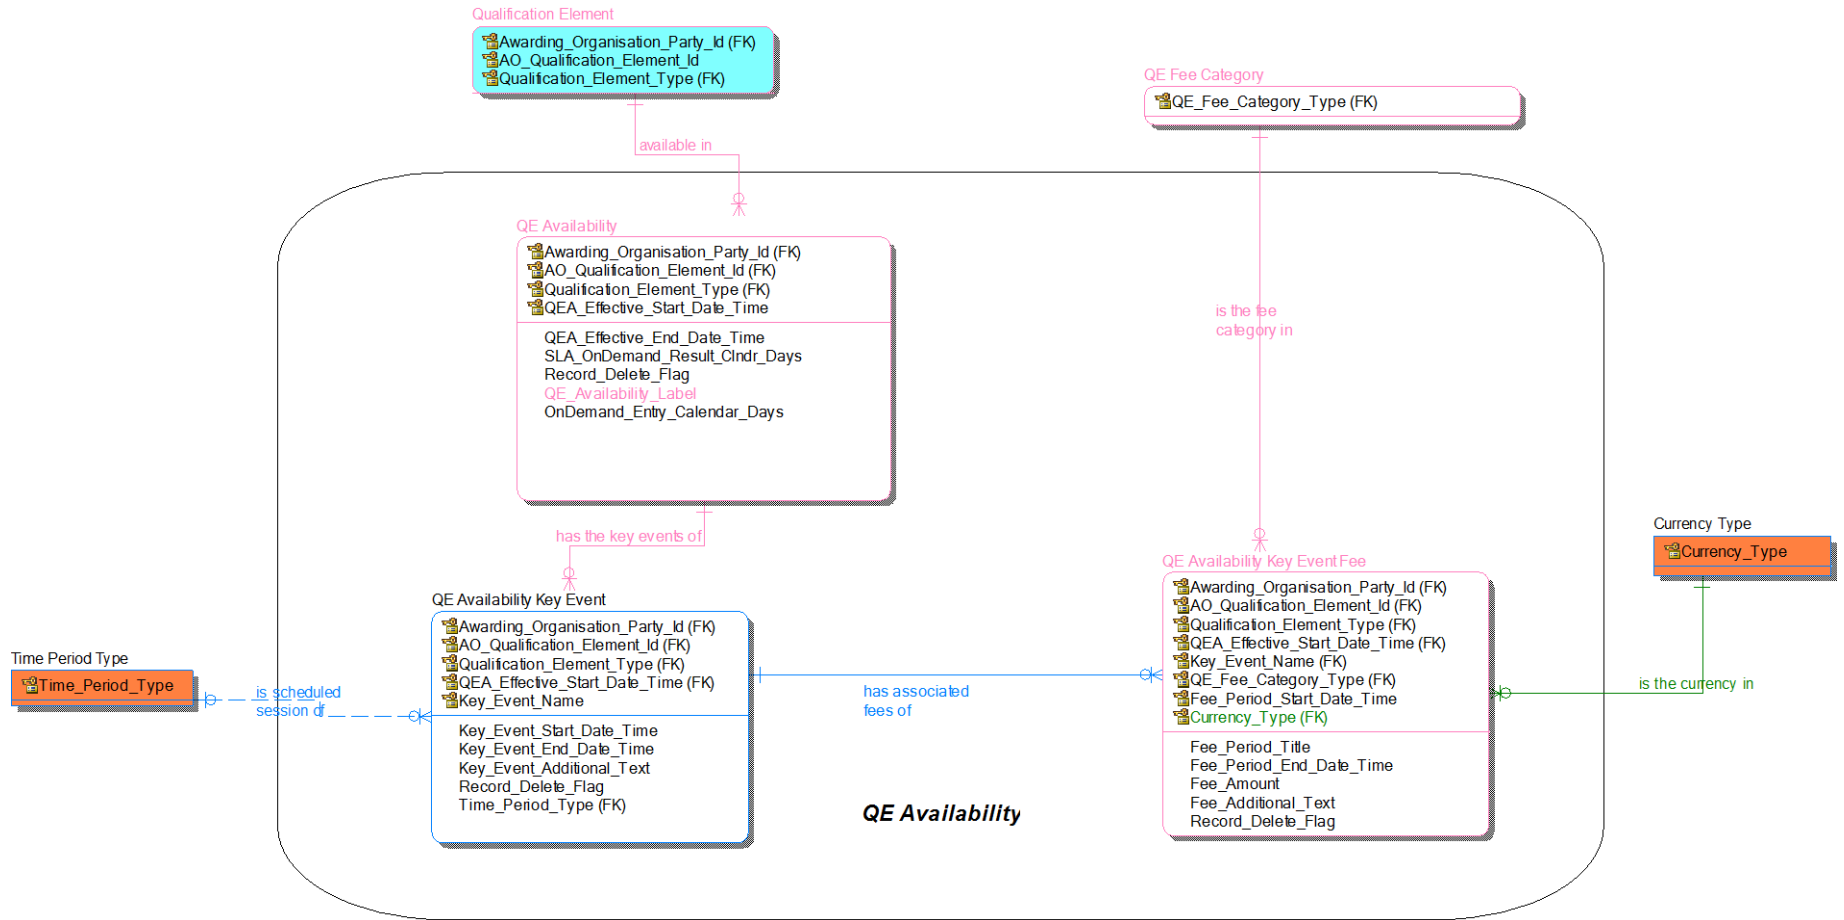 Qualification Element
Awarding_Organisation_Party_Id (FK)
AO_Qualification_Element_Id
Qualification_Element_Type (FK)
QE Fee Category
QE_Fee_Category_Type (FK)
available in
QE Availability
Awarding_Organisation_Party_Id (FK)
AO_Qualification_Element_Id (FK)
Qualification_Element_Type (FK)
QEA_Effective_Start_Date_Time
QEA_Effective_End_Date_Time
SLA_OnDemand_Result_Clndr_Days
Record_Delete_Flag
QE_Availability_Label
OnDemand_Entry_Calendar_Days
is the fee
category in
has the key events of
Currency Type
Currency_Type
QE Availability Key Event
Awarding_Organisation_Party_Id (FK)
AO_Qualification_Element_Id (FK)
Qualification_Element_Type (FK)
QEA_Effective_Start_Date_Time (FK)
Key_Event_Name
Key_Event_Start_Date_Time
Key_Event_End_Date_Time
Key_Event_Additional_Text
Record_Delete_Flag
Time_Period_Type (FK)
QE Availability Key Event Fee
Awarding_Organisation_Party_Id (FK)
AO_Qualification_Element_Id (FK)
Qualification_Element_Type (FK)
QEA_Effective_Start_Date_Time (FK)
Key_Event_Name (FK)
QE_Fee_Category_Type (FK)
Fee_Period_Start_Date_Time
Currency_Type (FK)
Fee_Period_Title
Fee_Period_End_Date_Time
Fee_Amount
Fee_Additional_Text
Record_Delete_Flag
Time Period Type
Time_Period_Type
is scheduled
session of
has associated
fees of
is the currency in
QE Availability